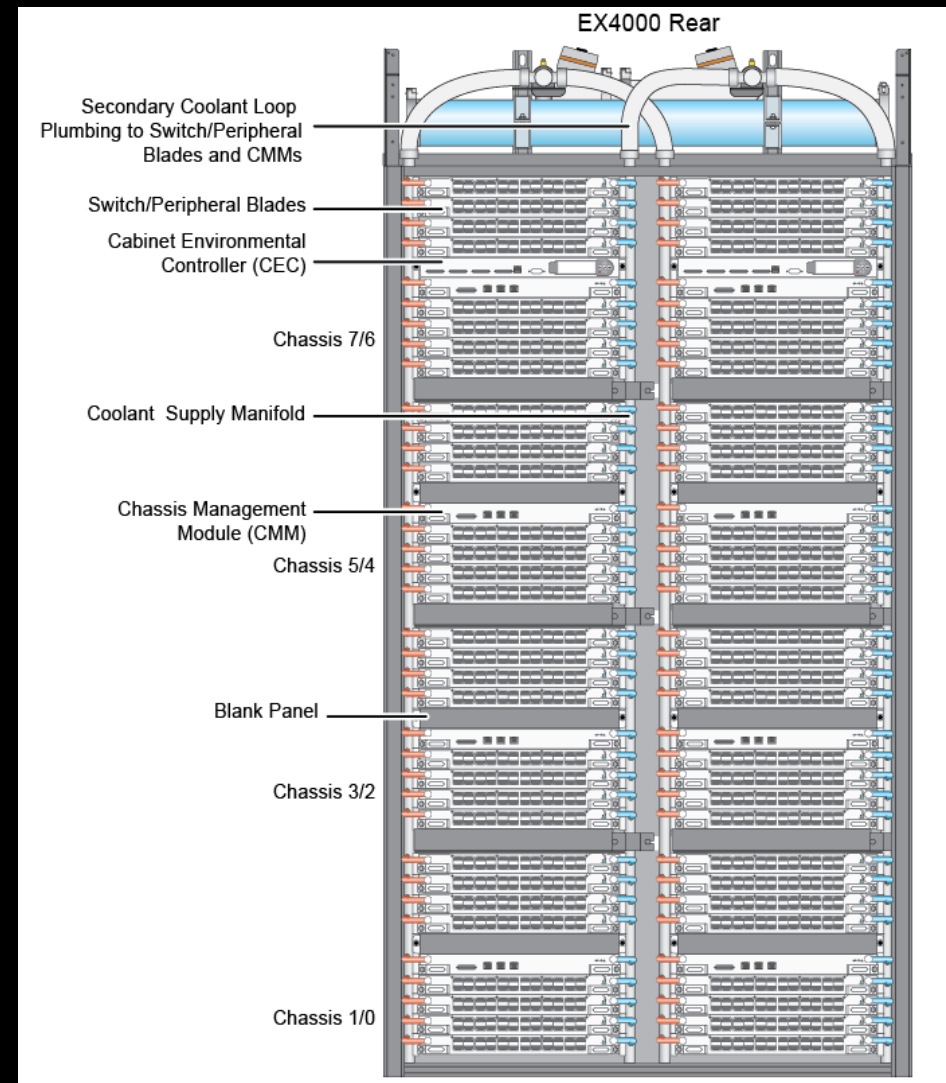 EX4000 Rear
Secondary Coolant Loop
Plumbing to Switch/Peripheral
Blades and CMMs
Switch/Peripheral Blades
Cabinet Environmental
Controller (CEC)
Chassis 7/6
Coolant Supply Manifold
Chassis Management
Module (CMM)
Chassis 5/4
Blank Panel
Chassis 3/2
Chassis 1/0